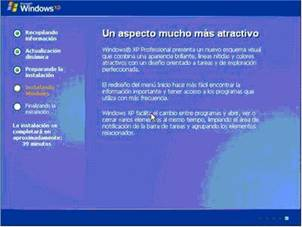 Windows XP
Recopilando
información
Actualización
dinámica
Preparando la
instalación
Instalando
Windows
Finalizando la
instalación
La instalación se
completará en
aproximadamente:
39 minutos
Un aspecto mucho más atractivo
Windows® XP Professional presenta un nuevo esquema visual
que combina una apariencia brillante, líneas nítidas y colores
atractivos con un diseño orientado a tareas y de exploración
perfeccionada.
El rediseño del menú Inicio hace más fácil encontrar la
información importante y tener acceso a los programas que
utiliza con más frecuencia.
Windows XP facilita el cambio entre programas y abrir, ver o
cerrar varios elementos al mismo tiempo, limpiando el área de
notificación de la barra de tareas y agrupando los elementos
relacionados.